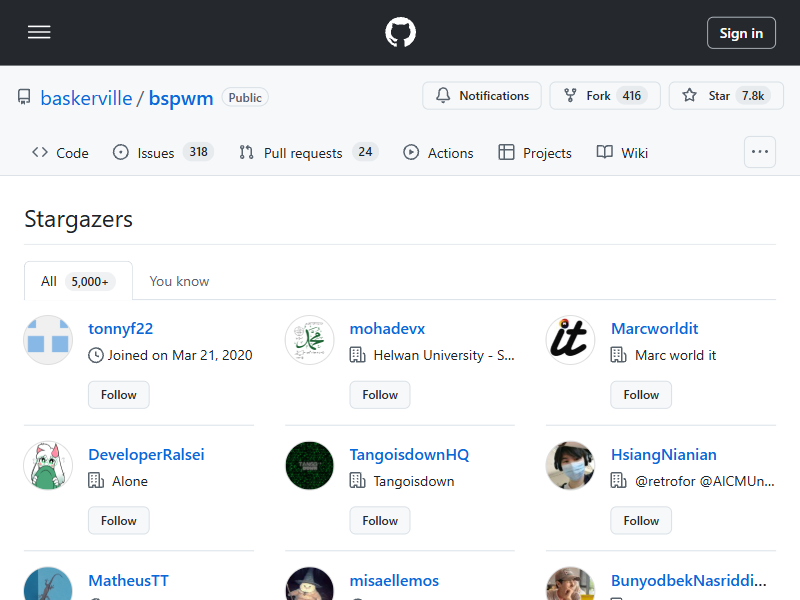 Sign in
baskerville / bspwm Public
Notifications
Fork 416
Star 7.8k
Code
Issues 318
Pull requests 24
Actions
Projects
Wiki
Stargazers
All 5,000+
You know
tonnyf22
Joined on Mar 21, 2020
Follow
mohadevx
Helwan University - S...
Follow
Marcworldit
Marc world it
Follow
DeveloperRalsei
Alone
Follow
TangoisdownHQ
Tangoisdown
Follow
HsiangNianian
@retrofor @AICMUn...
Follow
MatheusTT
misaellemos
BunyodbekNasriddi...
it